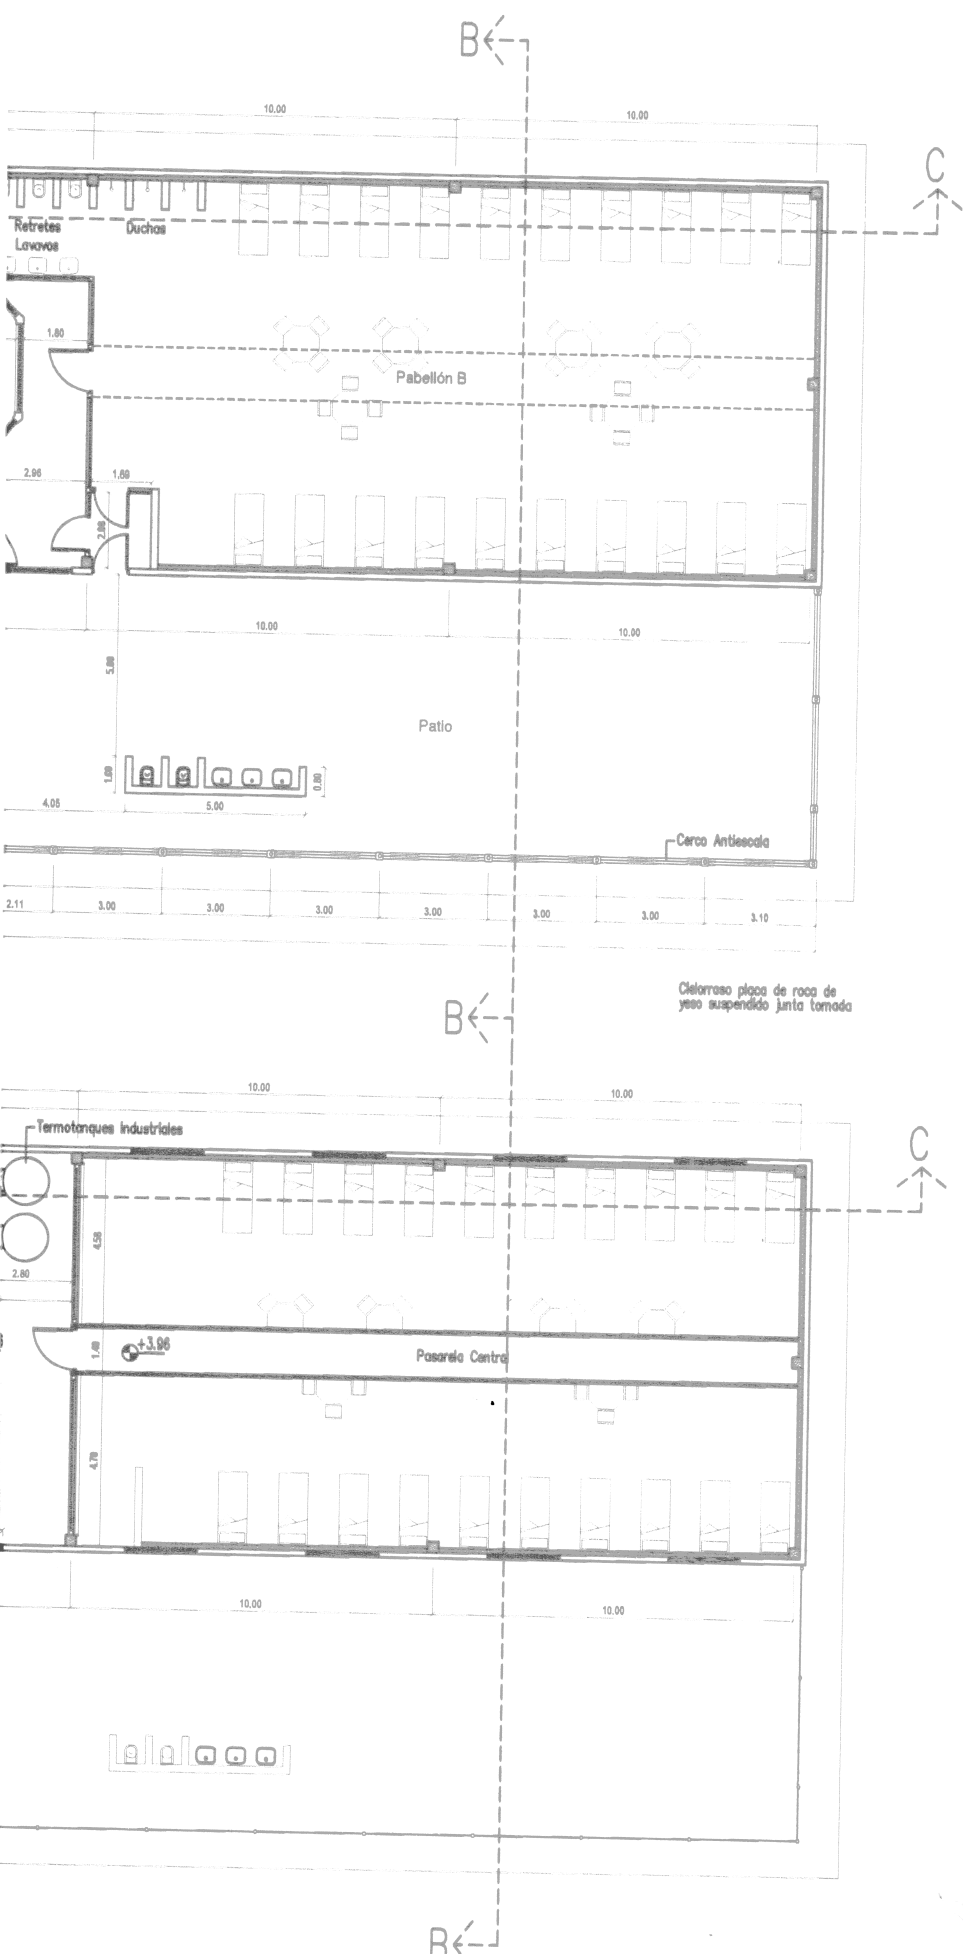 B
10.00
10.00
C
Retretes
Duchas
Lavavos
1.80
Pabellón B
2.96
1.69
10.00
10.00
5.00
Patio
1.00
0.80
4.05
5.00
Cerco Antiescala
2.11
3.00
3.00
3.00
3.00
3.00
3.00
3.10
Cielorraso placa de roca de
yeso suspendido junta tomada
B
10.00
10.00
Termotanques Industriales
C
4.58
2.80
+3.96
1.40
Pasarela Centra
4.70
10.00
10.00
B